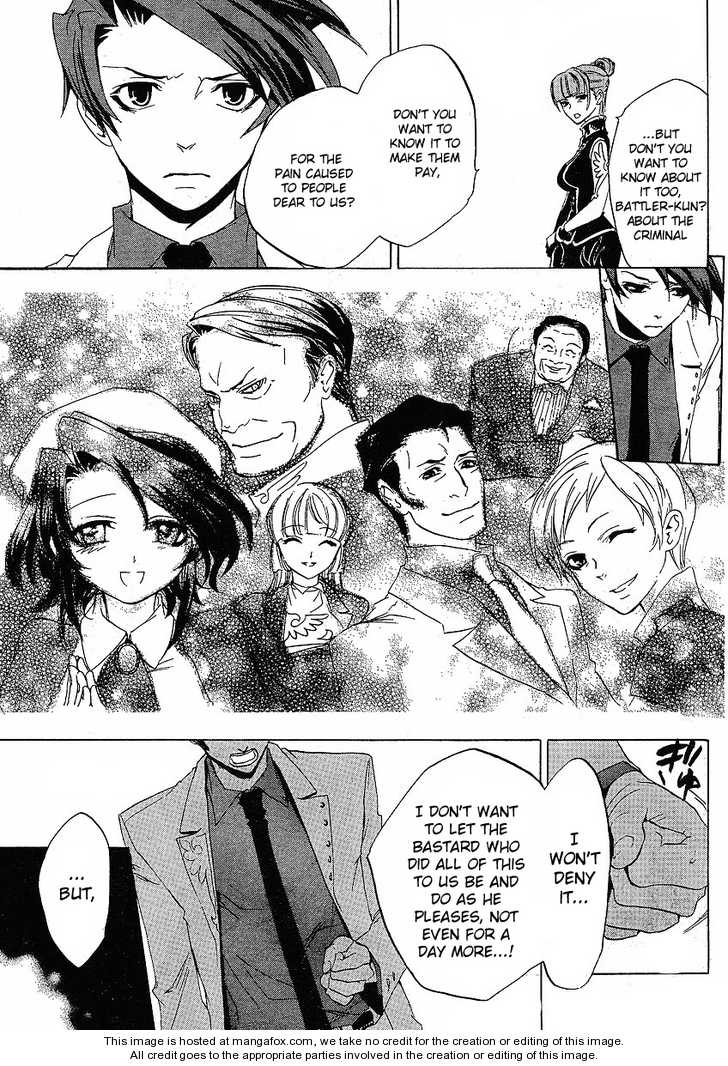 ...BUT
DON'T YOU
WANT TO
KNOW ABOUT
IT TOO,
BATTLER-KUN?
ABOUT THE
CRIMINAL
DON'T YOU
WANT TO
KNOW IT TO
MAKE THEM
PAY,
FOR THE
PAIN CAUSED
TO PEOPLE
DEAR TO US?
ギュ
I
WON'T
DENY
IT...
I DON'T WANT
TO LET THE
BASTARD WHO
DID ALL OF THIS
TO US BE AND
DO AS HE
PLEASES, NOT
EVEN FOR A
DAY MORE...!
...
BUT,
This image is hosted at mangafox.com, we take no credit for the creation or editing of this image.
All credit goes to the appropriate parties involved in the creation or editing of this image.